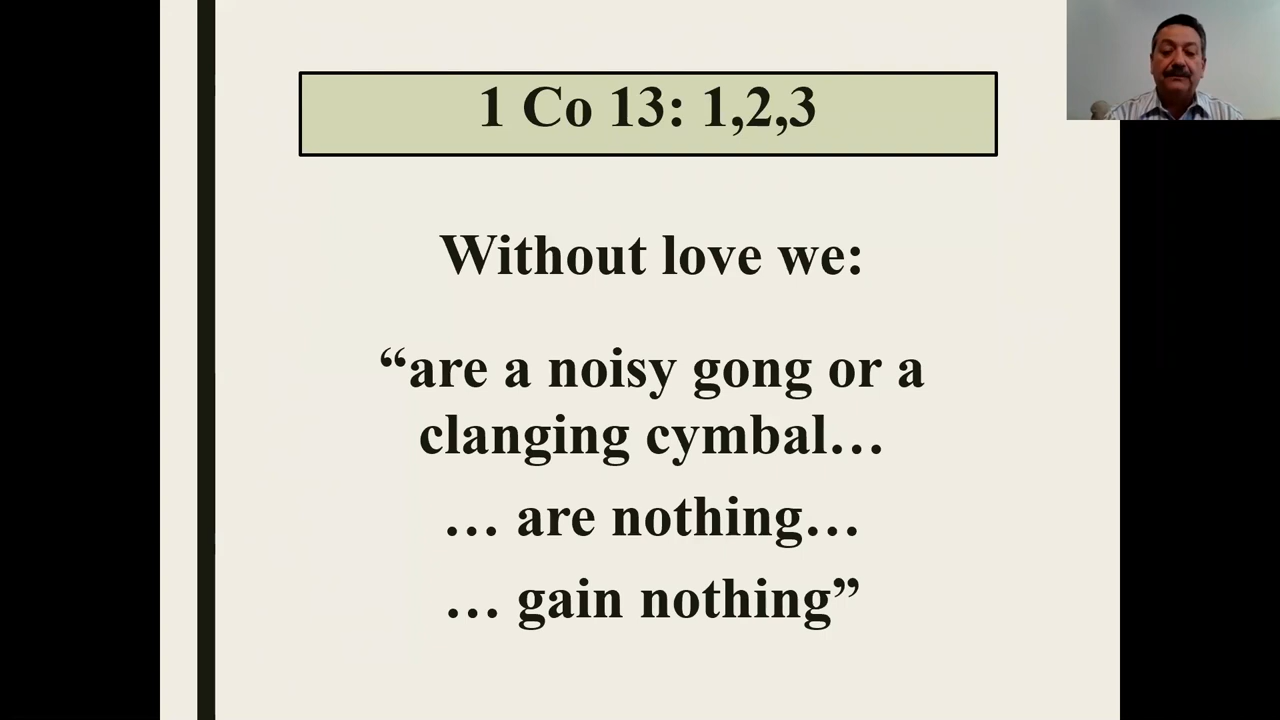 1 Co 13: 1,2,3
Without love we:
“are a noisy gong or a
clanging cymbal…
… are nothing…
… gain nothing”